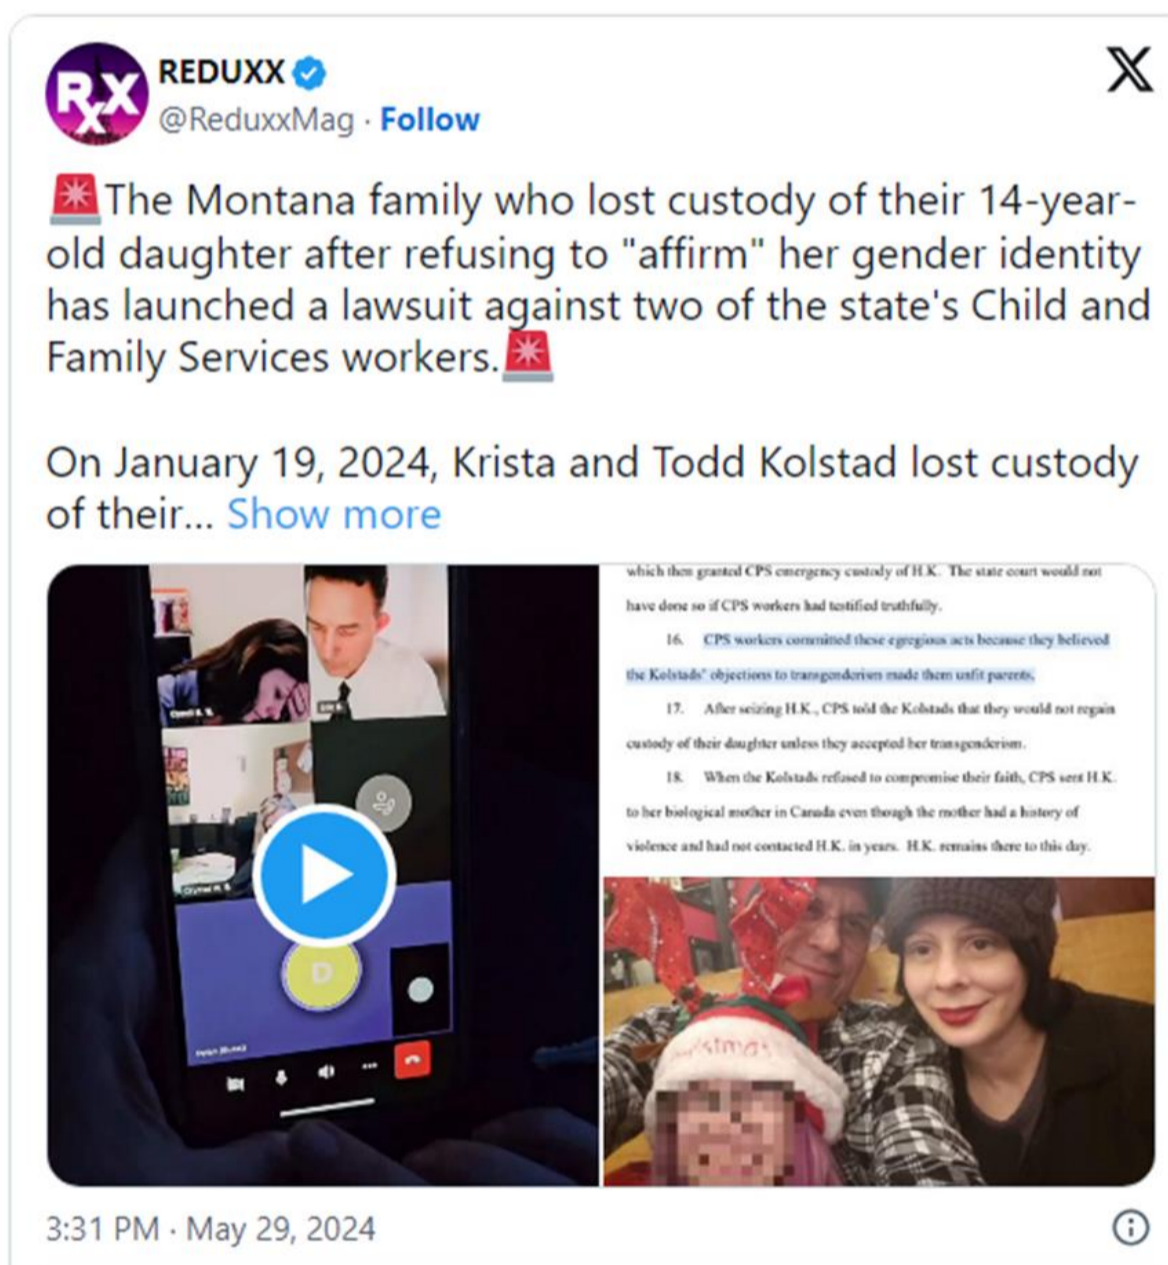 REDUXX
@ReduxxMag · Follow
The Montana family who lost custody of their 14-year-
old daughter after refusing to "affirm" her gender identity
has launched a lawsuit against two of the state's Child and
Family Services workers.
On January 19, 2024, Krista and Todd Kolstad lost custody
of their... Show more
which then granted CPS emergency custody of H.K. The state court would not
have done so if CPS workers had testified truthfully.
16. CPS workers committed these egregious acts because they believed
the Kolstads' objections to transgenderism made them unfit parents.
17. After seizing H.K., CPS told the Kolstads that they would not regain
custody of their daughter unless they accepted her transgenderism.
18. When the Kolstads refused to compromise their faith, CPS sent H.K.
to her biological mother in Canada even though the mother had a history of
violence and had not contacted H.K. in years. H.K. remains there to this day.
D
3:31 PM · May 29, 2024